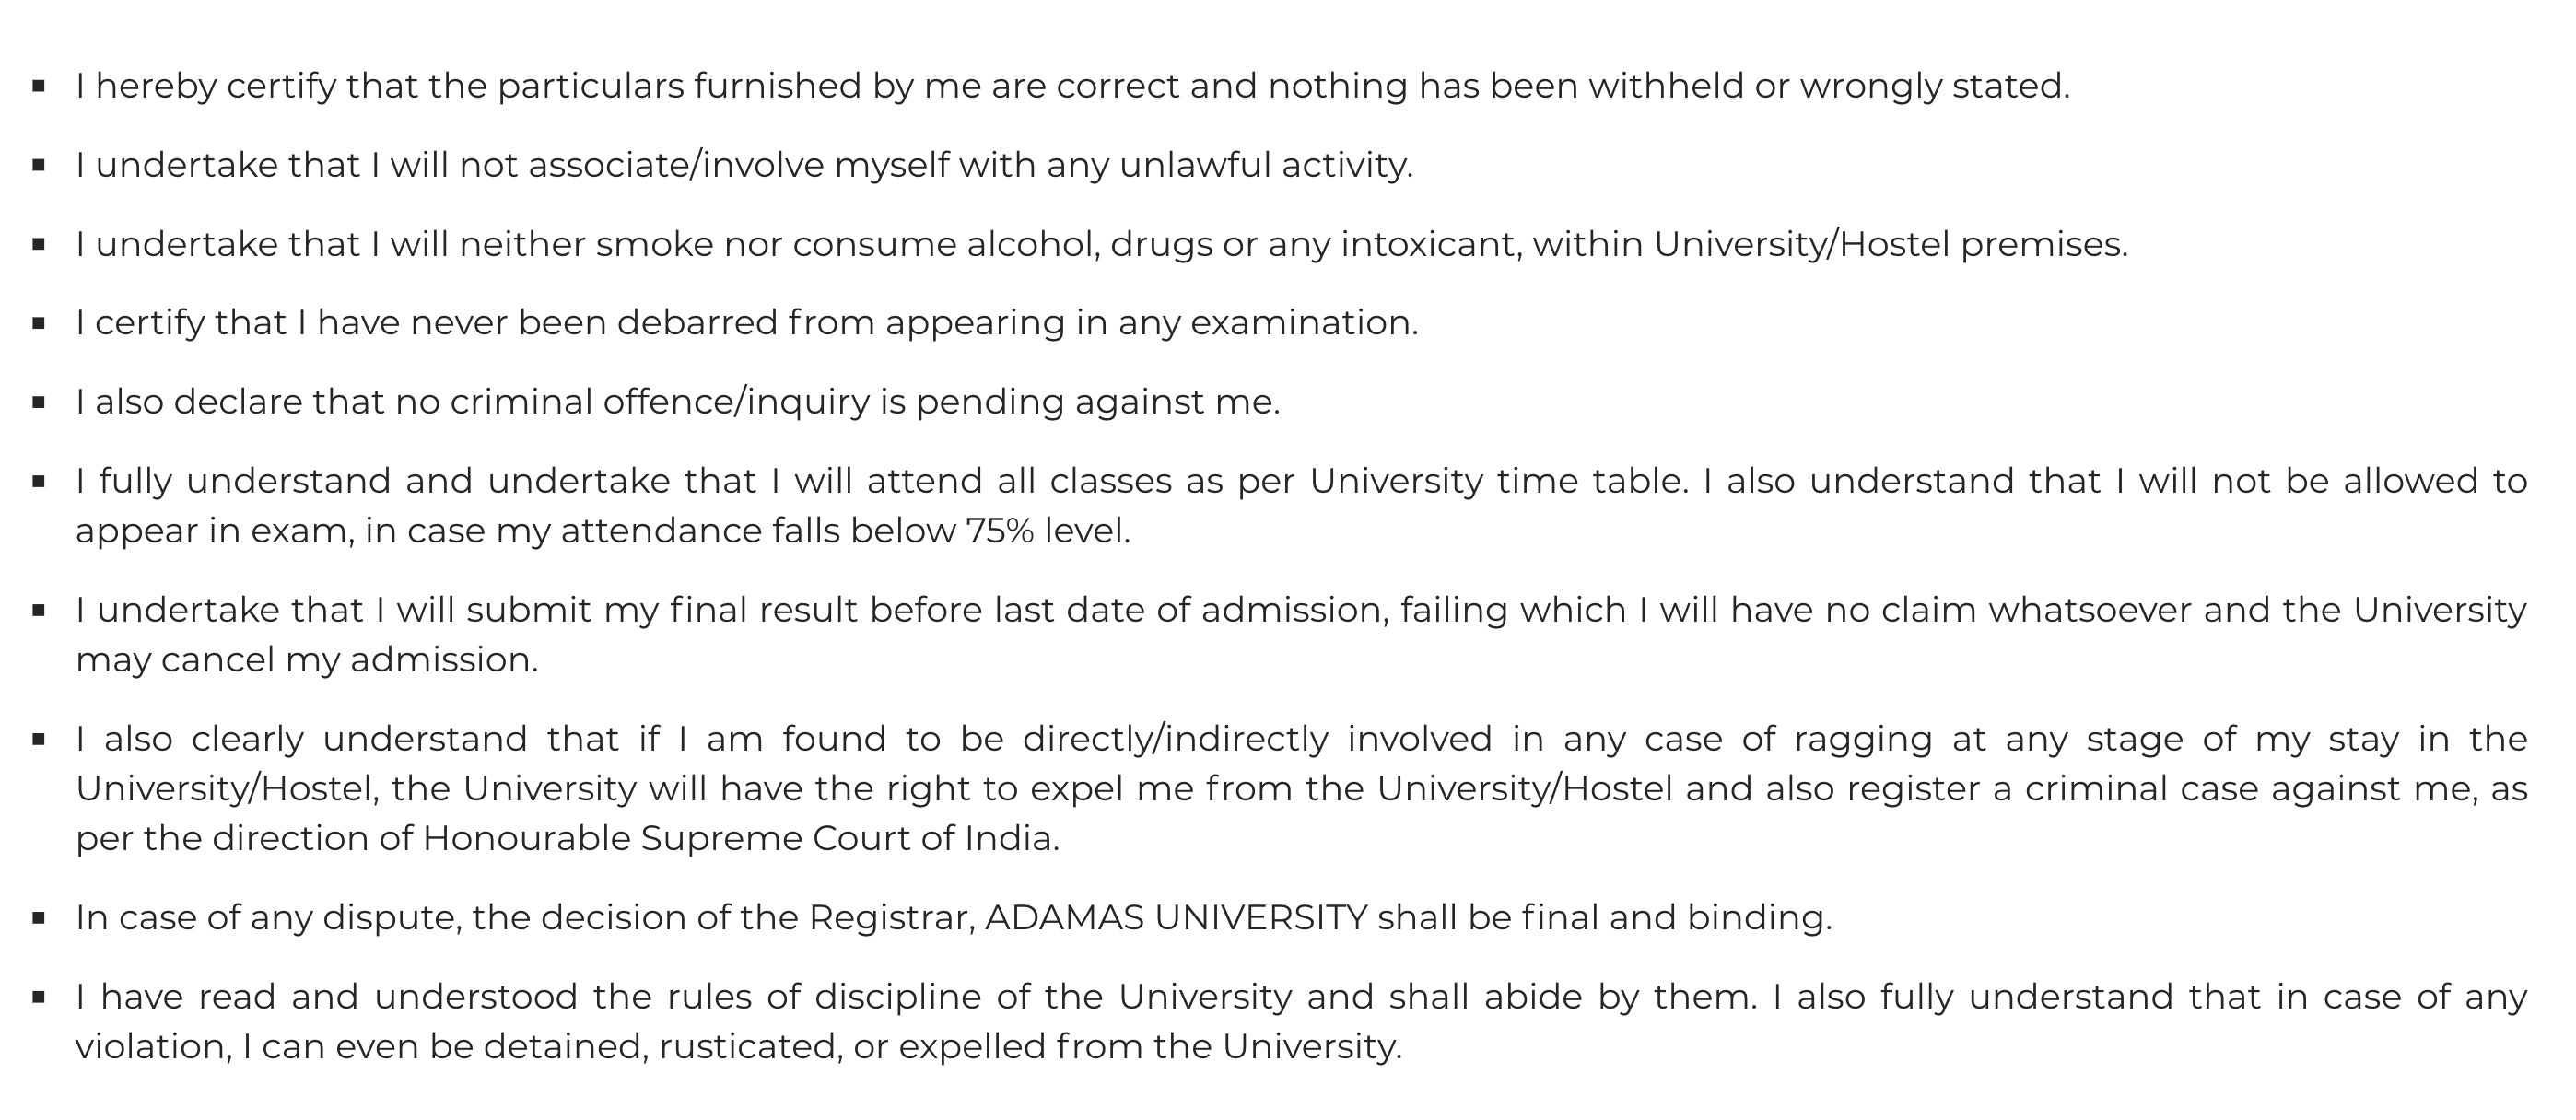 ▪ I hereby certify that the particulars furnished by me are correct and nothing has been withheld or wrongly stated.
▪ I undertake that I will not associate/involve myself with any unlawful activity.
▪ I undertake that I will neither smoke nor consume alcohol, drugs or any intoxicant, within University/Hostel premises.
▪ I certify that I have never been debarred from appearing in any examination.
▪ I also declare that no criminal offence/inquiry is pending against me.
▪ I fully understand and undertake that I will attend all classes as per University time table. I also understand that I will not be allowed to
appear in exam, in case my attendance falls below 75% level.
▪ I undertake that I will submit my final result before last date of admission, failing which I will have no claim whatsoever and the University
may cancel my admission.
▪ I also clearly understand that if I am found to be directly/indirectly involved in any case of ragging at any stage of my stay in the
University/Hostel, the University will have the right to expel me from the University/Hostel and also register a criminal case against me, as
per the direction of Honourable Supreme Court of India.
▪ In case of any dispute, the decision of the Registrar, ADAMAS UNIVERSITY shall be final and binding.
▪ I have read and understood the rules of discipline of the University and shall abide by them. I also fully understand that in case of any
violation, I can even be detained, rusticated, or expelled from the University.